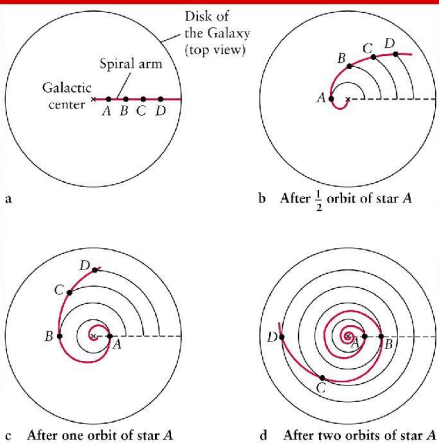 Disk of
the Galaxy
(top view)
Spiral arm
Galactic
center
A B C D
a
A B C D
b After 1/2 orbit of star A
D
C
B A
c After one orbit of star A
D A B
C
d After two orbits of star A